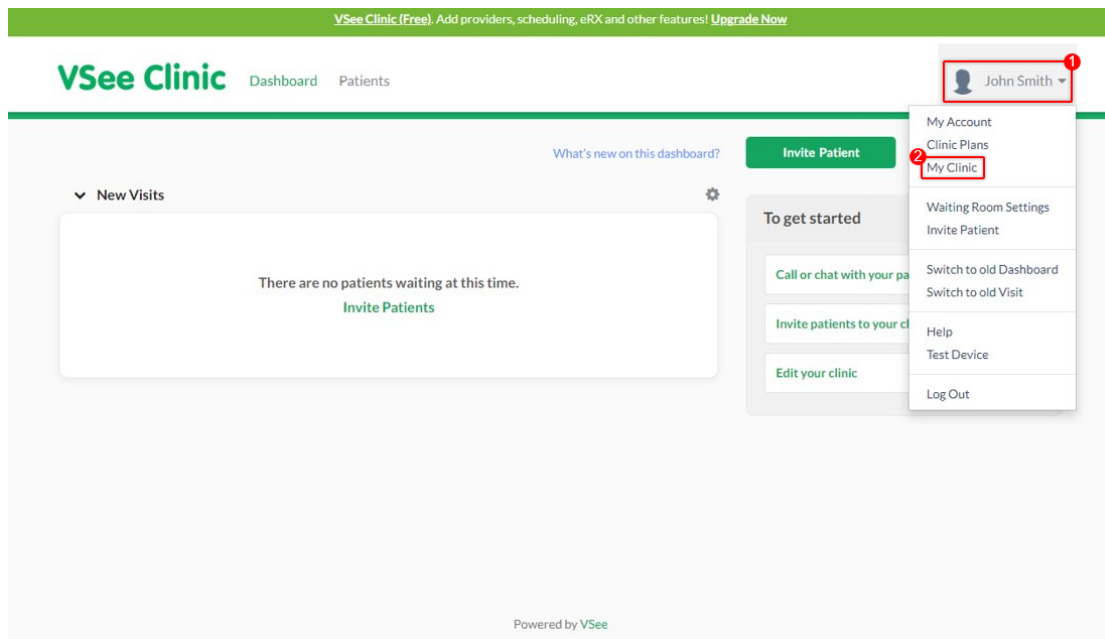 VSee Clinic (Free). Add providers, scheduling, eRX and other features! Upgrade Now
VSee Clinic
Dashboard
Patients
1
John Smith
My Account
Clinic Plans
2
My Clinic
Waiting Room Settings
Invite Patient
Switch to old Dashboard
Switch to old Visit
Help
Test Device
Log Out
What's new on this dashboard?
Invite Patient
New Visits
There are no patients waiting at this time.
Invite Patients
To get started
Call or chat with your
Invite patients to your
Edit your clinic
Powered by VSee